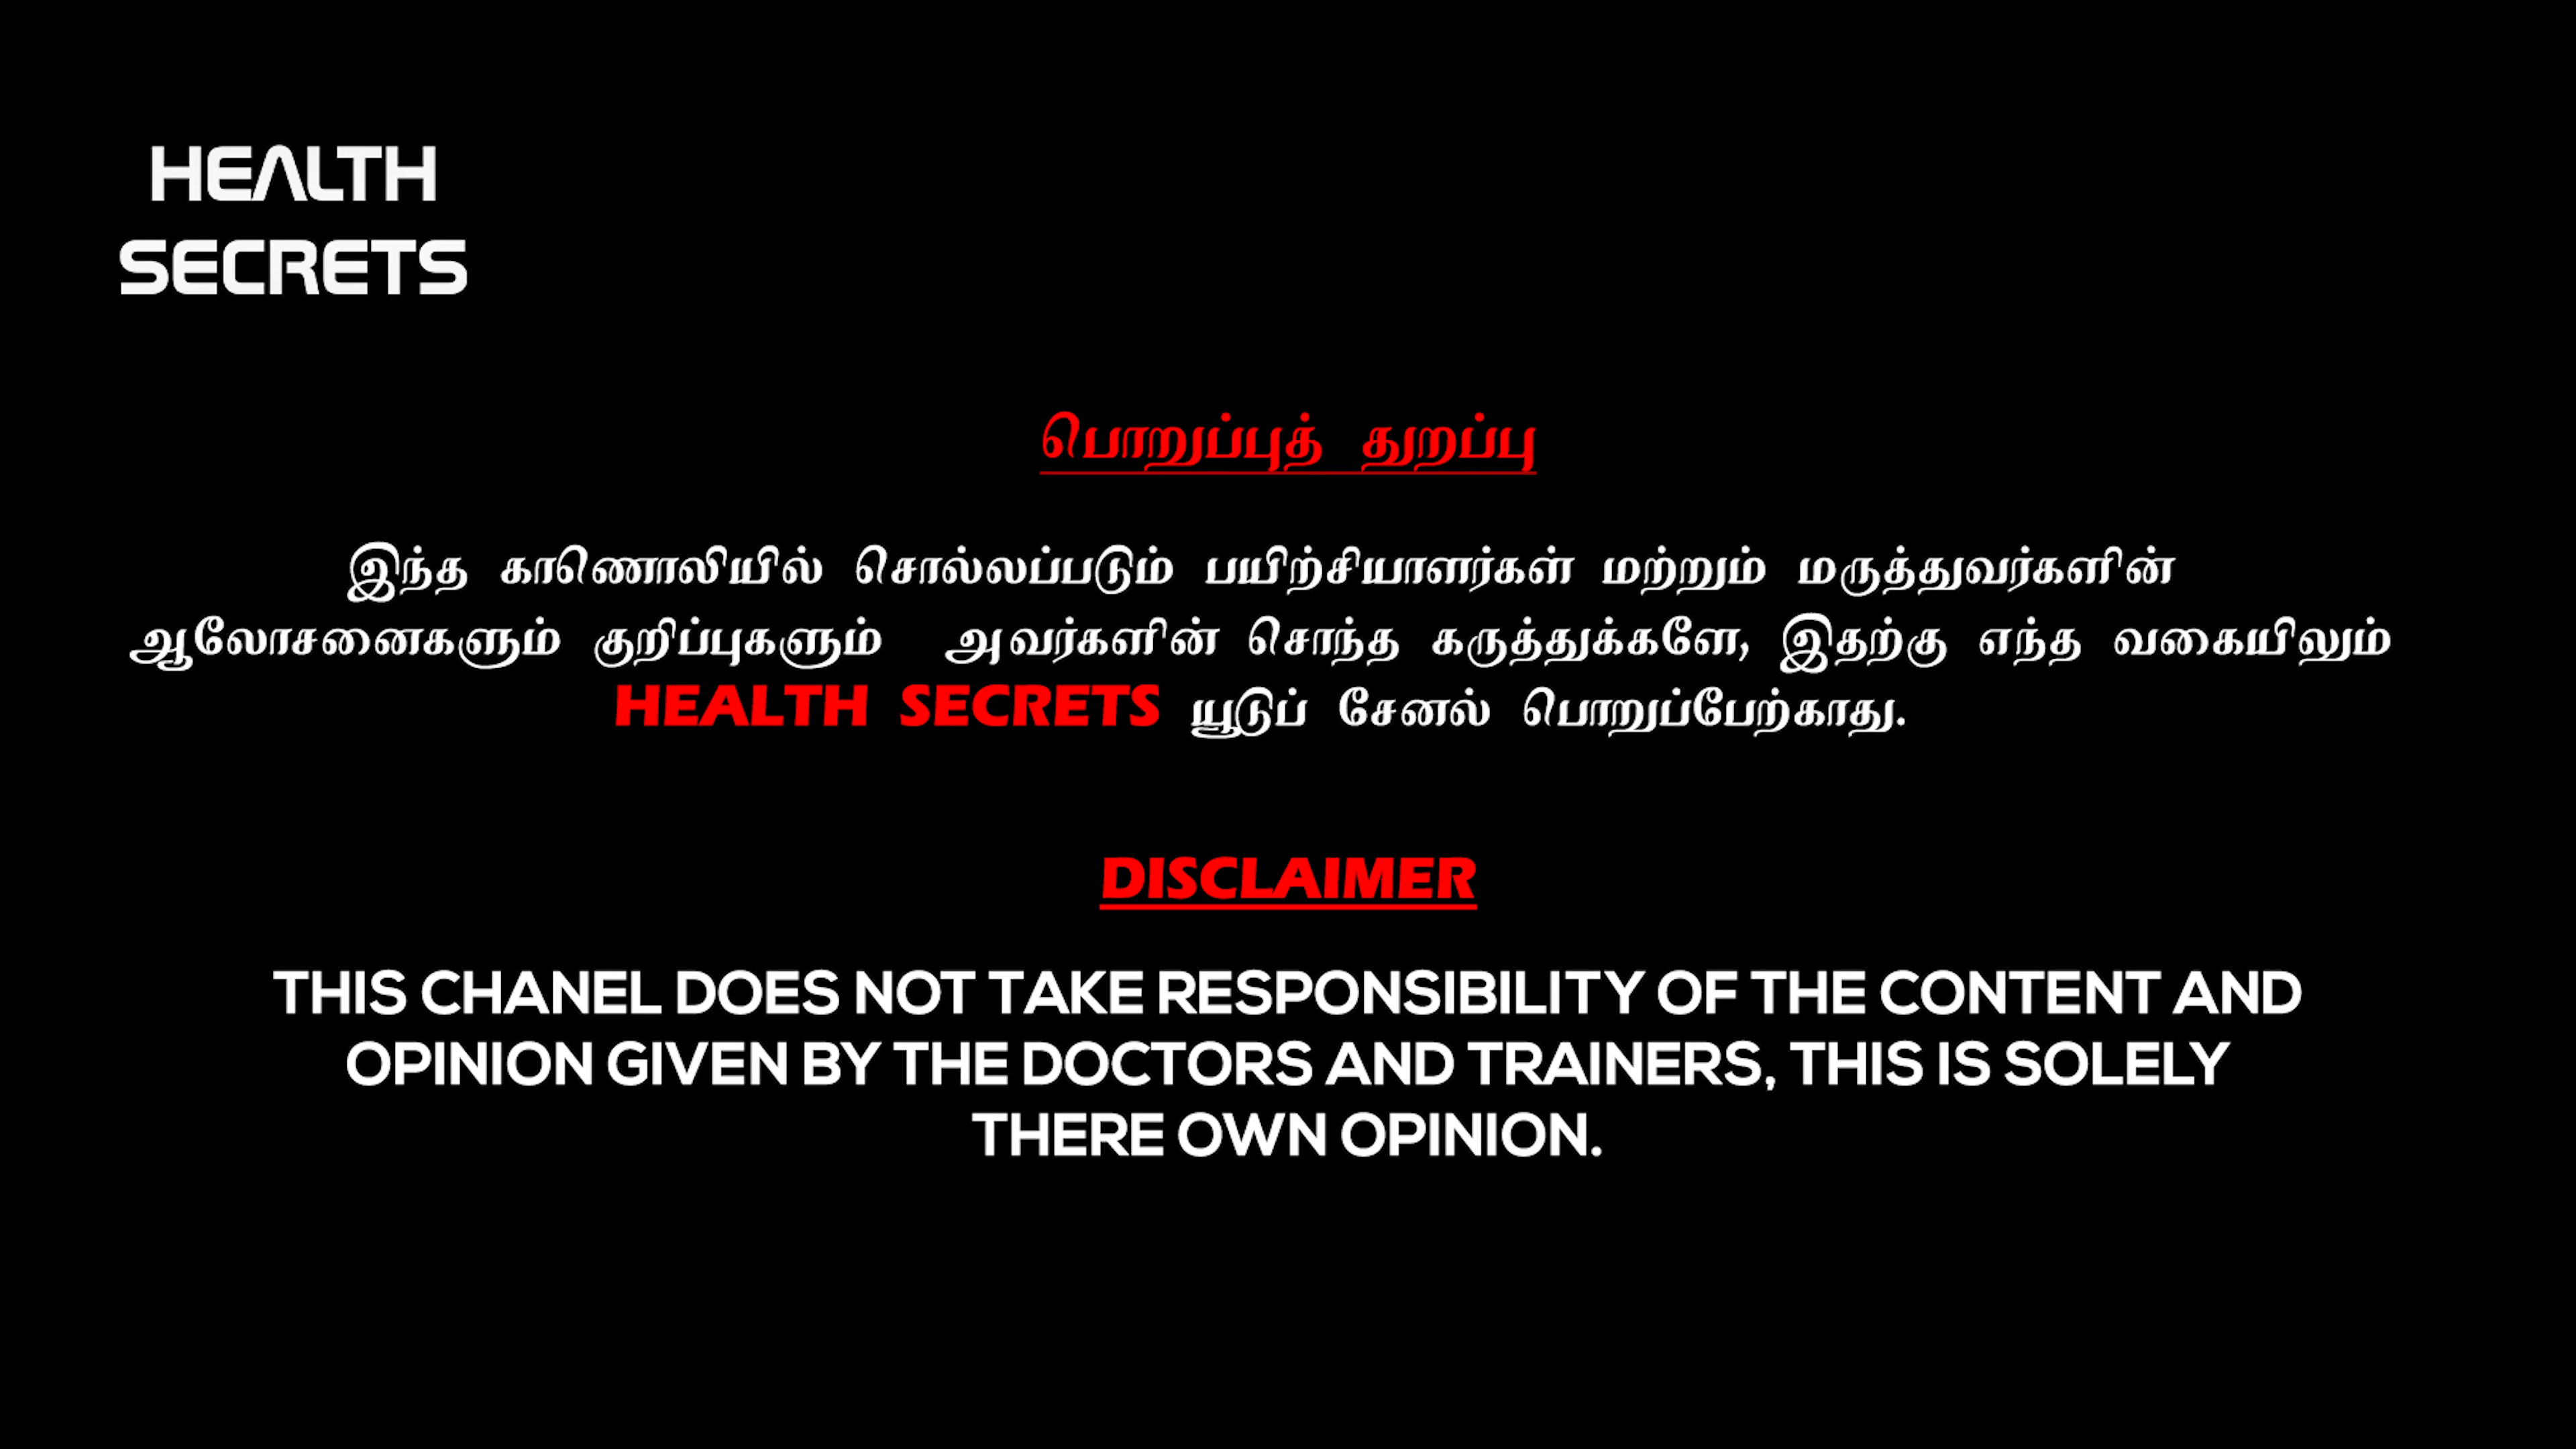 HEALTH
SECRETS
பொறுப்புத் துறப்பு
இந்த காணொலியில் சொல்லப்படும் பயிற்சியாளர்கள் மற்றும் மருத்துவர்களின்
ஆலோசனைகளும் குறிப்புகளும் அவர்களின் சொந்த கருத்துக்களே, இதற்கு எந்த வகையிலும்
HEALTH SECRETS யூடுப் சேனல் பொறுப்பேற்காது.
DISCLAIMER
THIS CHANEL DOES NOT TAKE RESPONSIBILITY OF THE CONTENT AND
OPINION GIVEN BY THE DOCTORS AND TRAINERS, THIS IS SOLELY
THERE OWN OPINION.